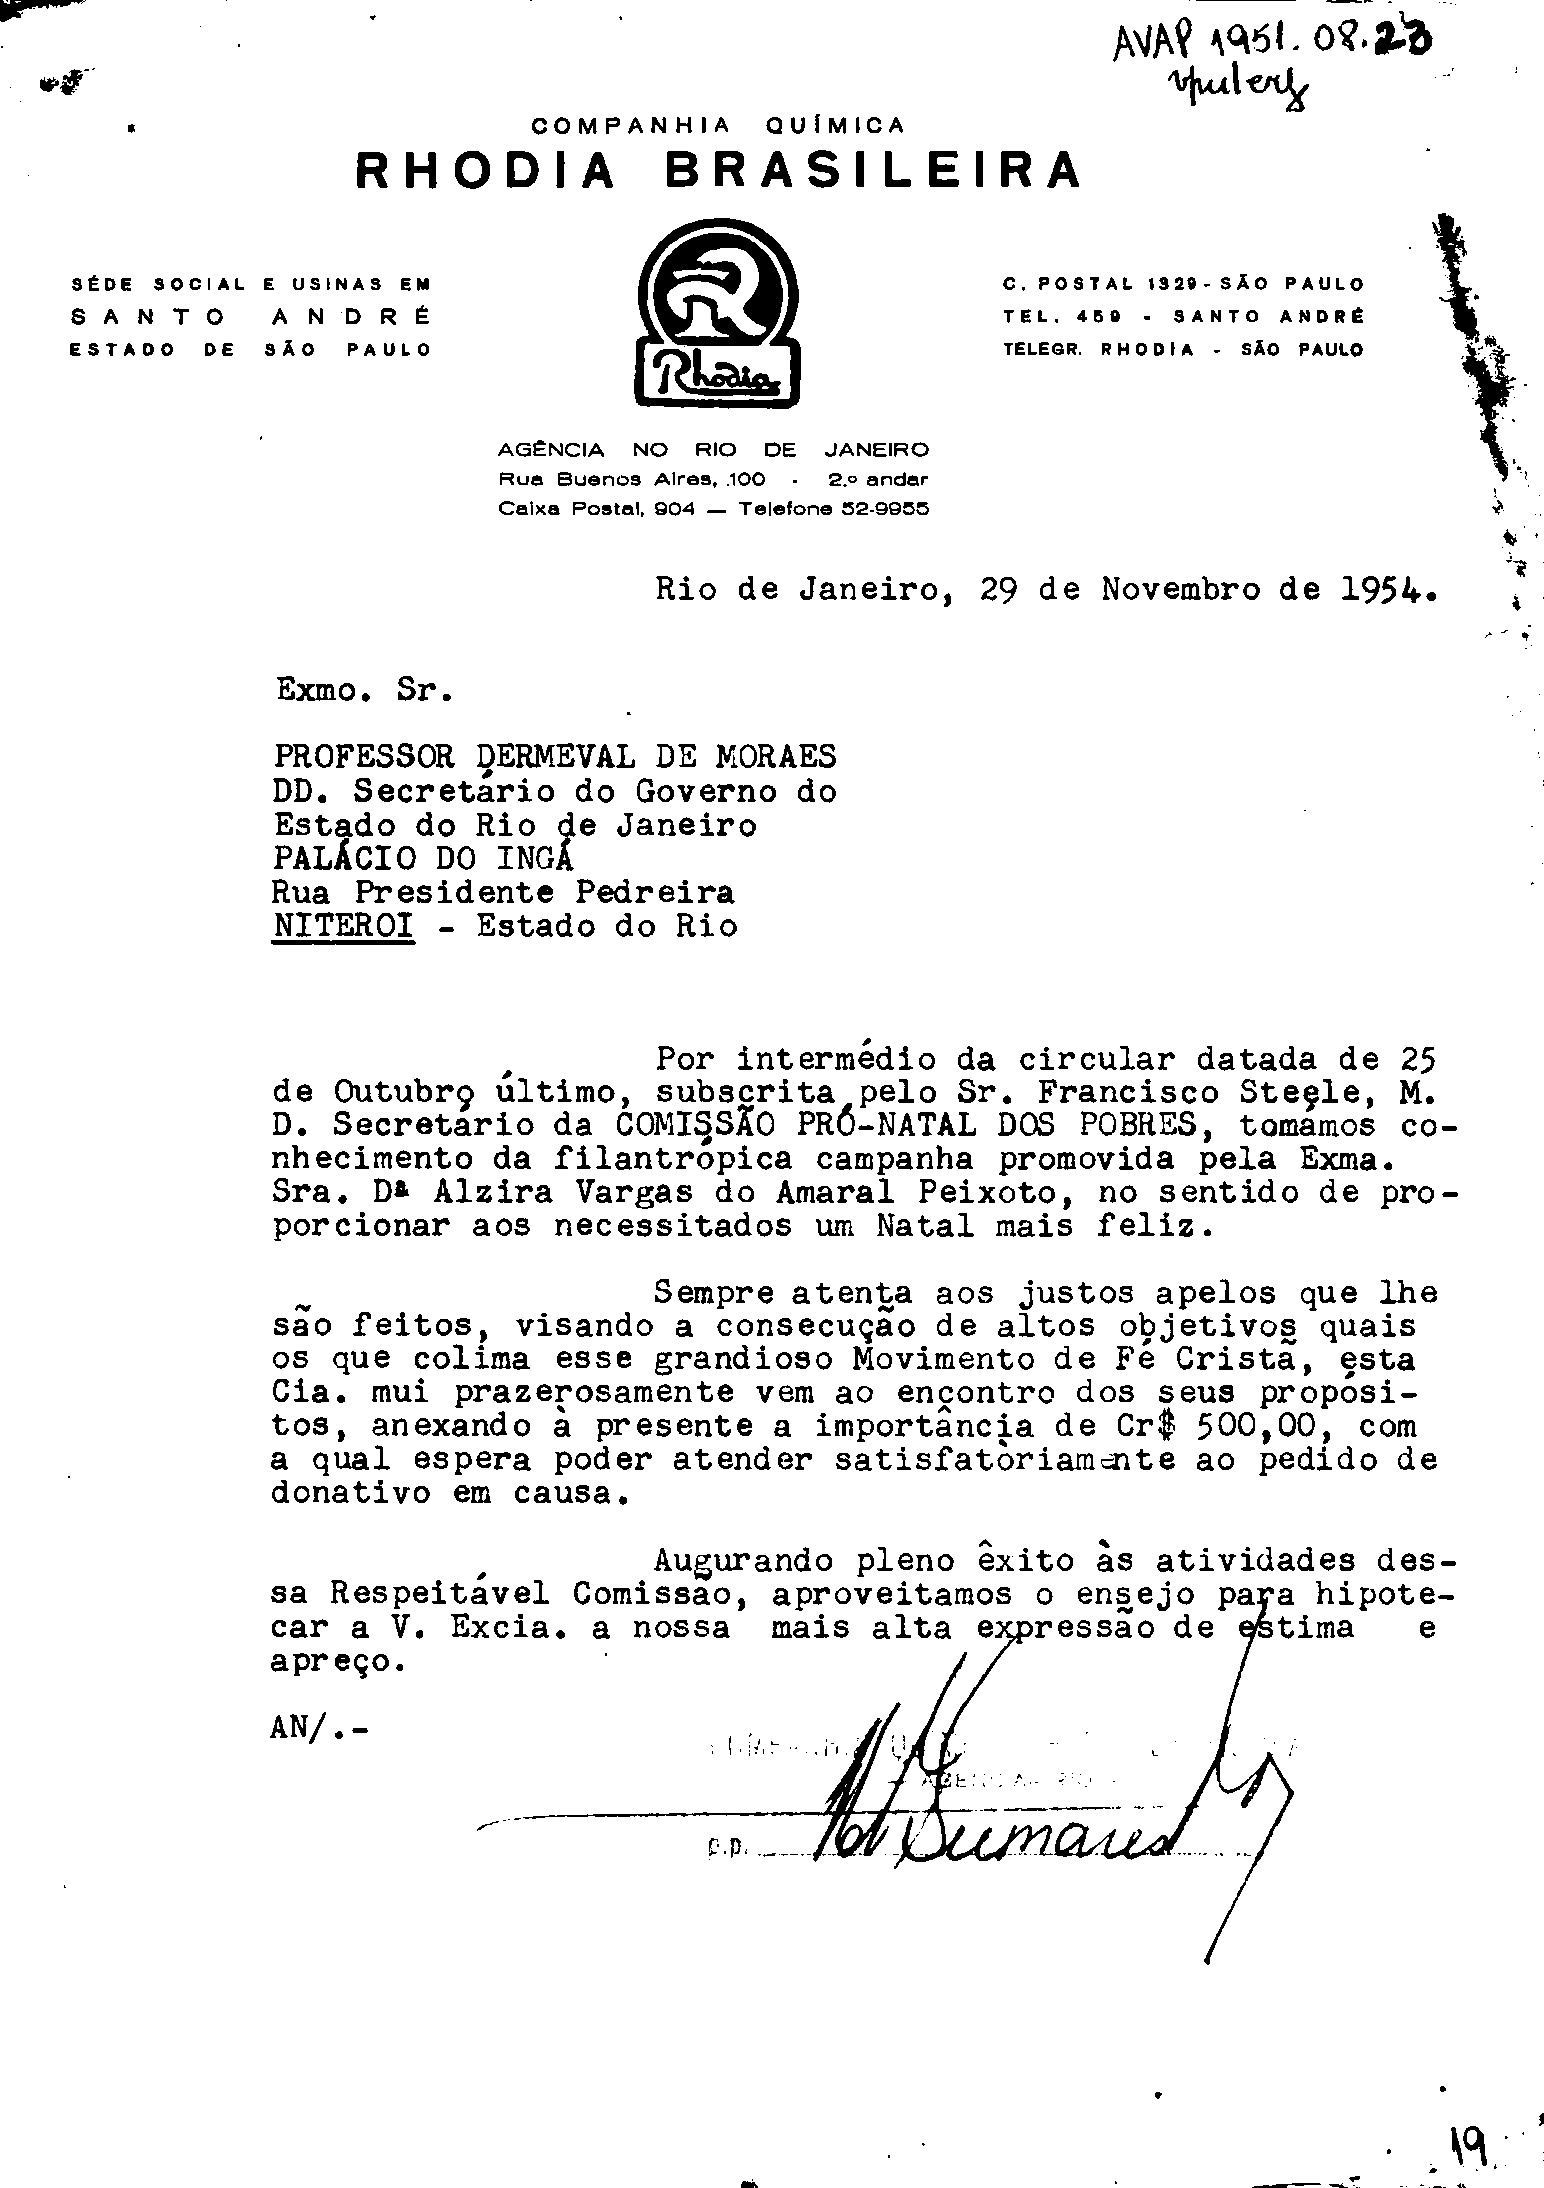 AVAP 1951.08.23
COMPANHIA QUÍMICA
RHODIA BRASILEIRA
SÉDE SOCIAL E USINAS EM
SANTO ANDRÉ
ESTADO DE SÃO PAULO
R
Rhodia
C. POSTAL 1329 - SÃO PAULO
TEL. 459 - SANTO ANDRÉ
TELEGR. RHODIA - SÃO PAULO
AGÊNCIA NO RIO DE JANEIRO
Rua Buenos Aires, 100 - 2.º andar
Caixa Postal, 904 — Telefone 52-9955
Rio de Janeiro, 29 de Novembro de 1954.
Exmo. Sr.
PROFESSOR DERMEVAL DE MORAES
DD. Secretário do Governo do
Estado do Rio de Janeiro
PALÁCIO DO INGÁ
Rua Presidente Pedreira
NITEROI - Estado do Rio
Por intermédio da circular datada de 25
de Outubro último, subscrita pelo Sr. Francisco Steele, M.
D. Secretário da COMISSÃO PRÓ-NATAL DOS POBRES, tomamos co-
nhecimento da filantrópica campanha promovida pela Exma.
Sra. Dª Alzira Vargas do Amaral Peixoto, no sentido de pro-
porcionar aos necessitados um Natal mais feliz.
Sempre atenta aos justos apelos que lhe
são feitos, visando a consecução de altos objetivos quais
os que colima esse grandioso Movimento de Fé Cristã, esta
Cia. mui prazerosamente vem ao encontro dos seus propósi-
tos, anexando à presente a importância de Cr$ 500,00, com
a qual espera poder atender satisfatòriamente ao pedido de
donativo em causa.
Augurando pleno êxito às atividades des-
sa Respeitável Comissão, aproveitamos o ensejo para hipote-
car a V. Excia. a nossa mais alta expressão de estima e
apreço.
AN/.-
p.p.
19